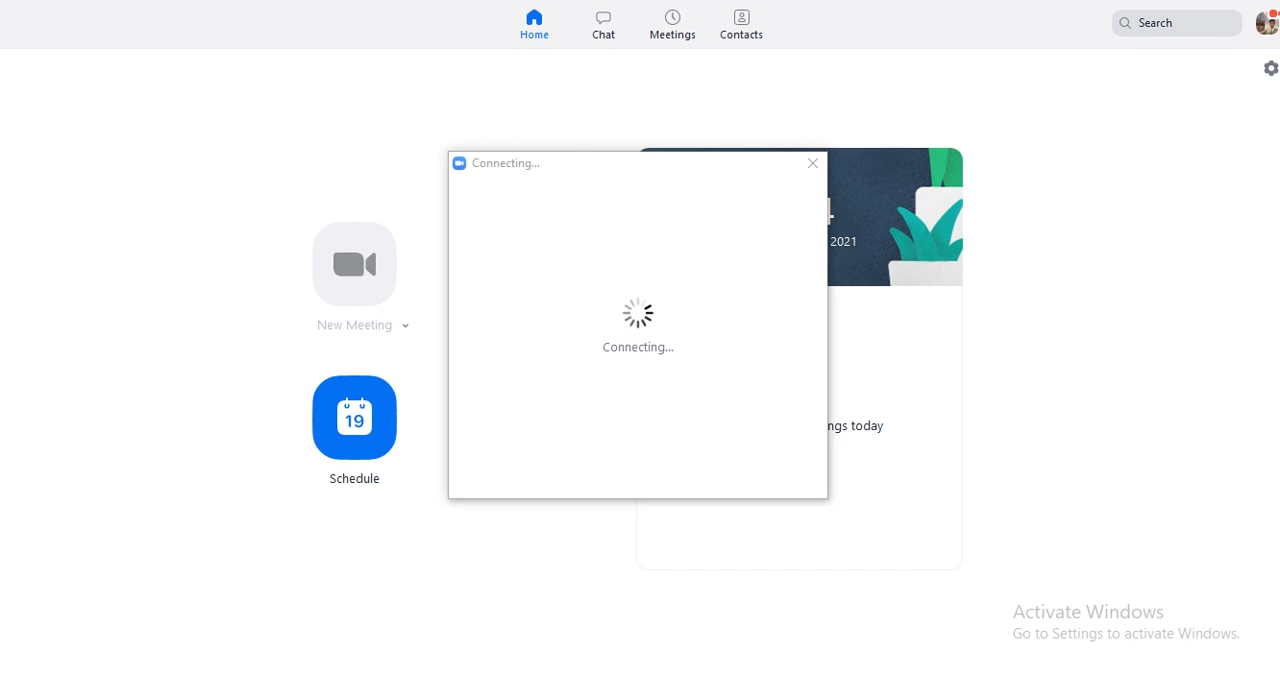 Home
Chat
Meetings
Contacts
Search
Connecting...
2021
New Meeting
Connecting...
19
Schedule
today
Activate Windows
Go to Settings to activate Windows.